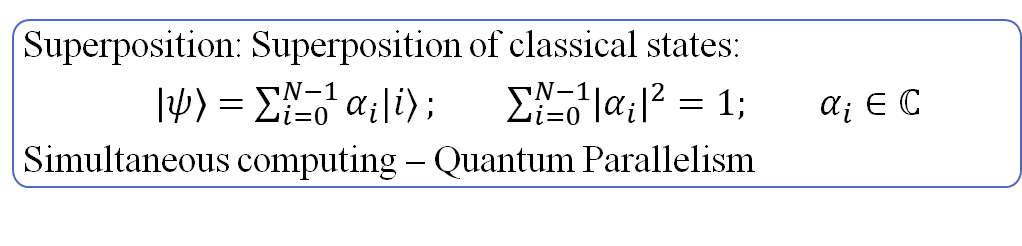 Superposition: Superposition of classical states:
|ψ⟩ = ∑_{i=0}^{N-1} α_i|i⟩ ; ∑_{i=0}^{N-1}|α_i|² = 1; α_i ∈ ℂ
Simultaneous computing – Quantum Parallelism